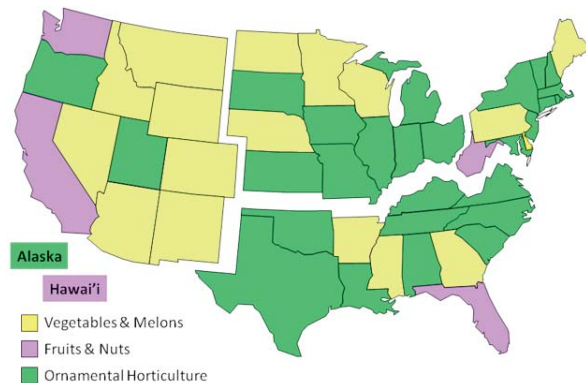 Alaska
Hawai'i
Vegetables & Melons
Fruits & Nuts
Ornamental Horticulture